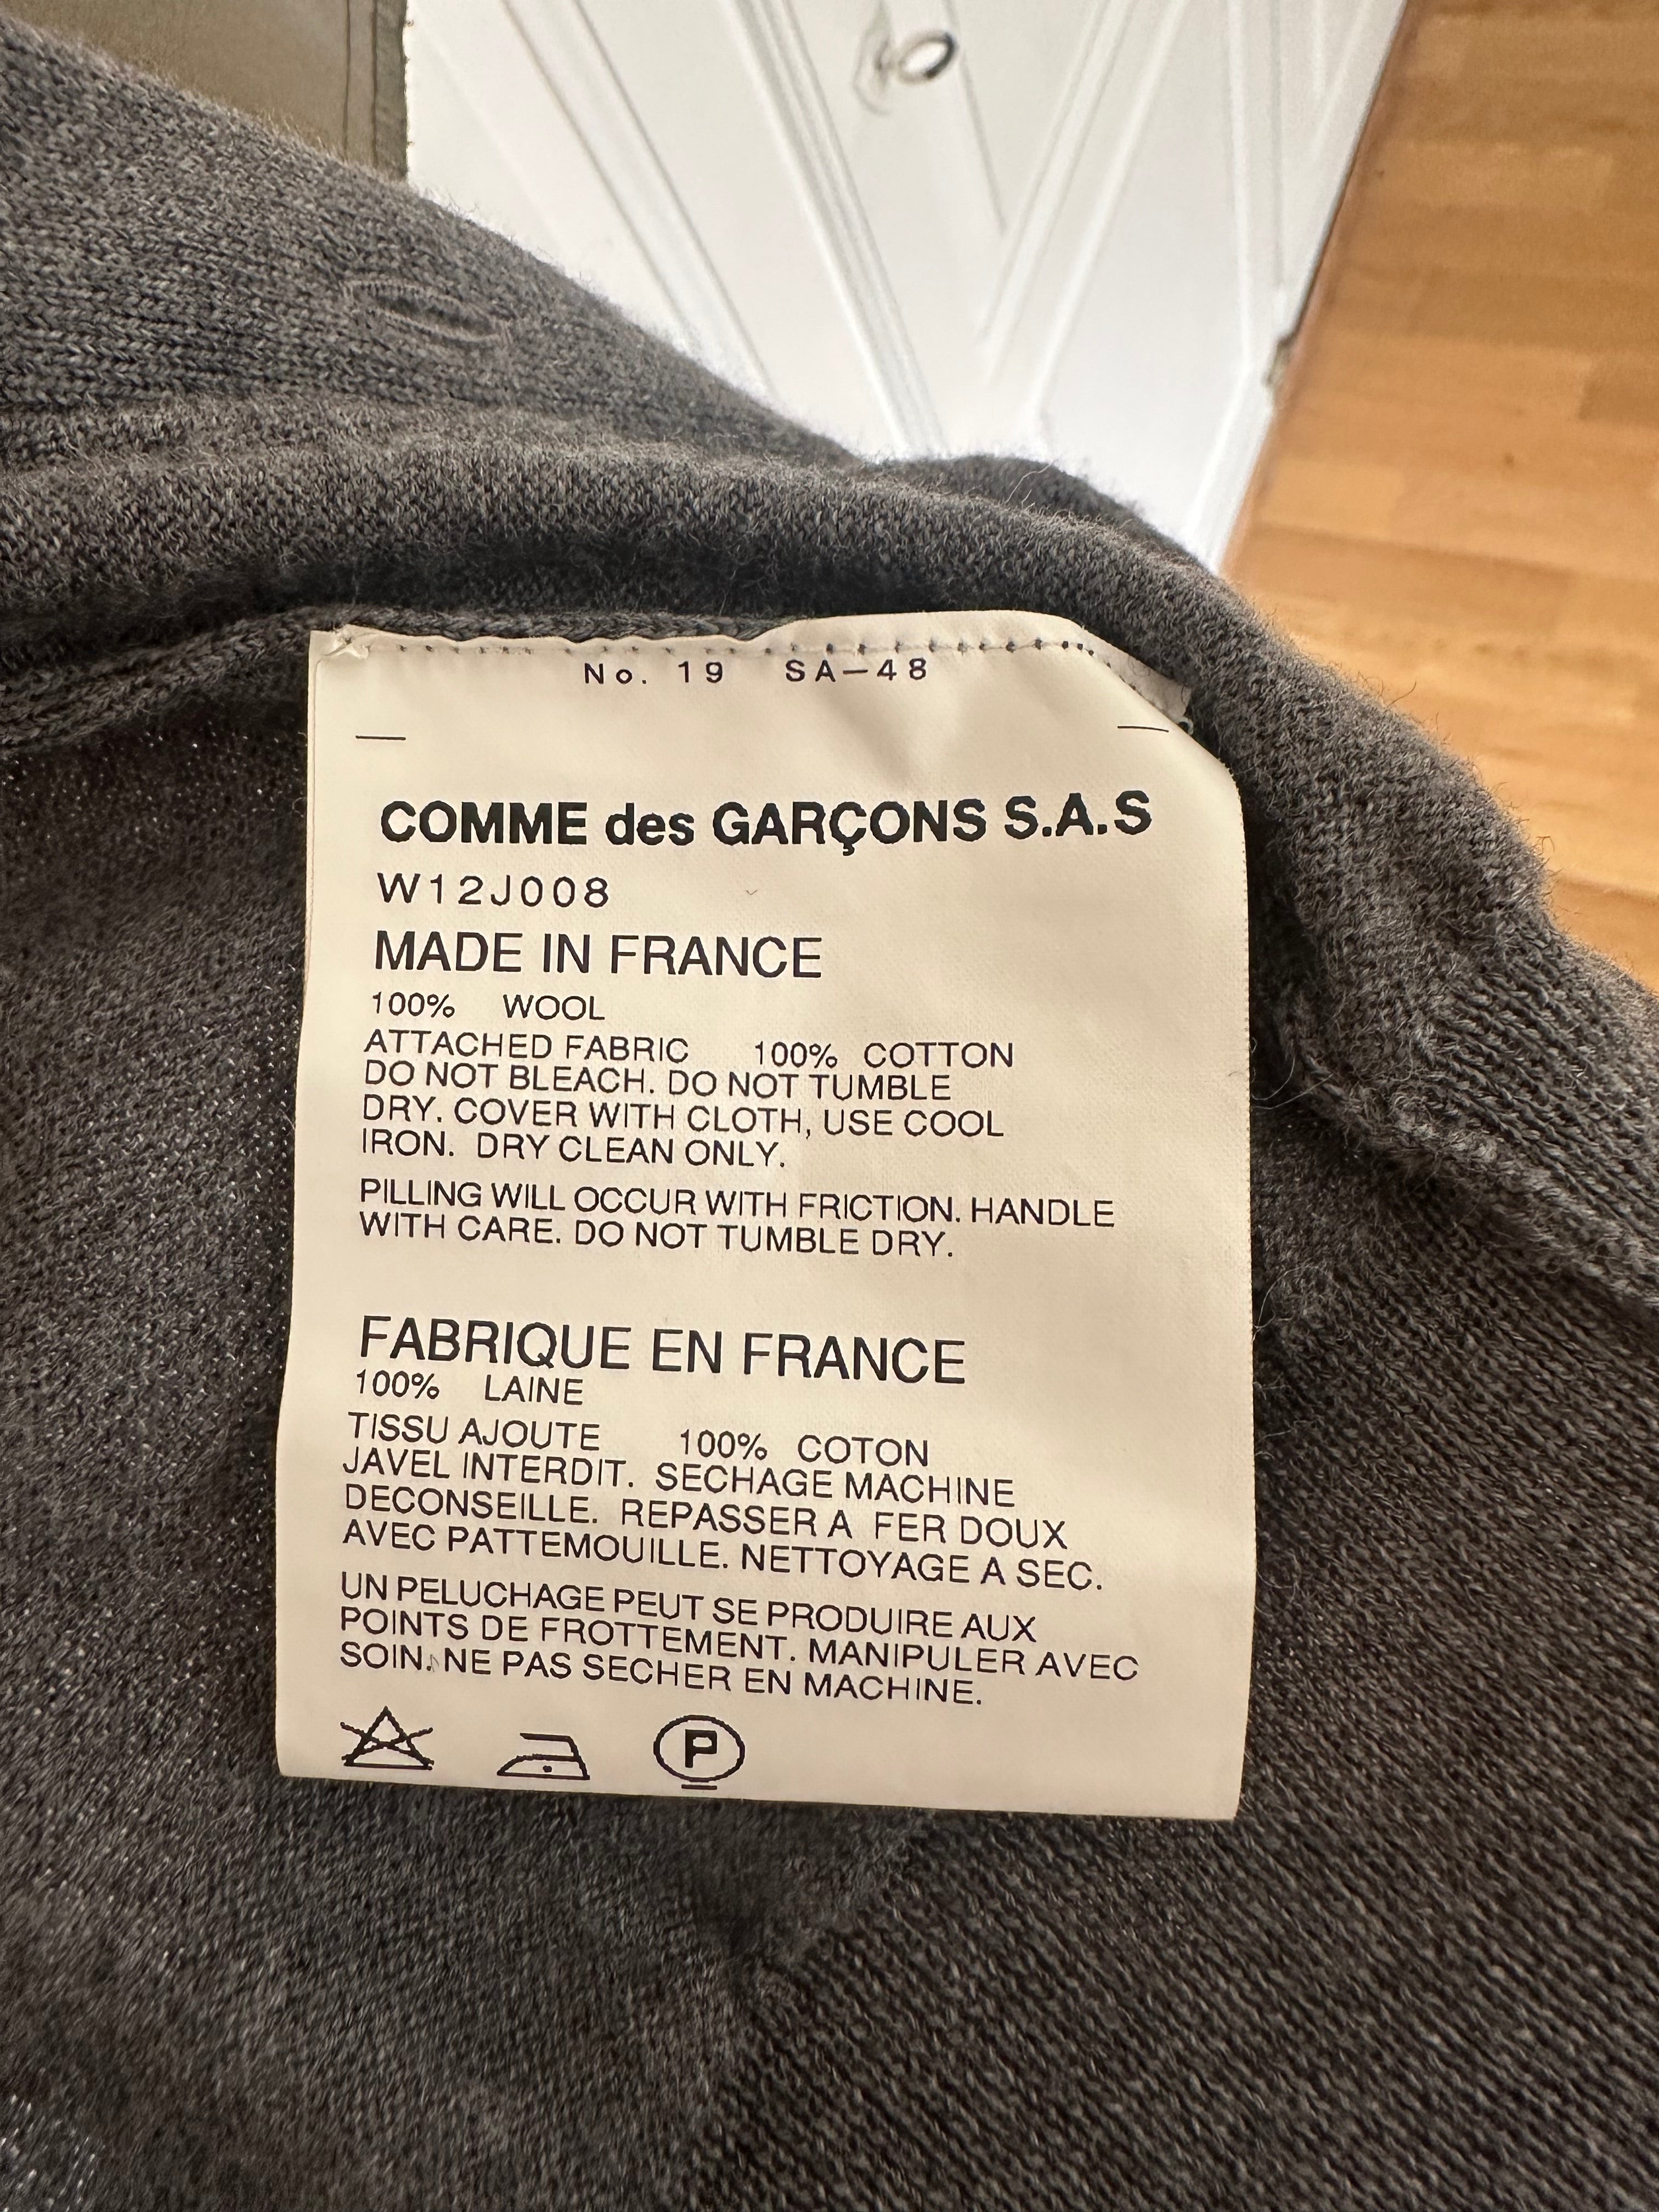 No. 19 SA-48
COMME des GARÇONS S.A.S
W12J008
MADE IN FRANCE
100% WOOL
ATTACHED FABRIC 100% COTTON
DO NOT BLEACH. DO NOT TUMBLE
DRY. COVER WITH CLOTH, USE COOL
IRON. DRY CLEAN ONLY.
PILLING WILL OCCUR WITH FRICTION. HANDLE
WITH CARE. DO NOT TUMBLE DRY.
FABRIQUE EN FRANCE
100% LAINE
TISSU AJOUTE 100% COTON
JAVEL INTERDIT. SECHAGE MACHINE
DECONSEILLE. REPASSER A FER DOUX
AVEC PATTEMOUILLE. NETTOYAGE A SEC.
UN PELUCHAGE PEUT SE PRODUIRE AUX
POINTS DE FROTTEMENT. MANIPULER AVEC
SOIN. NE PAS SECHER EN MACHINE.
P